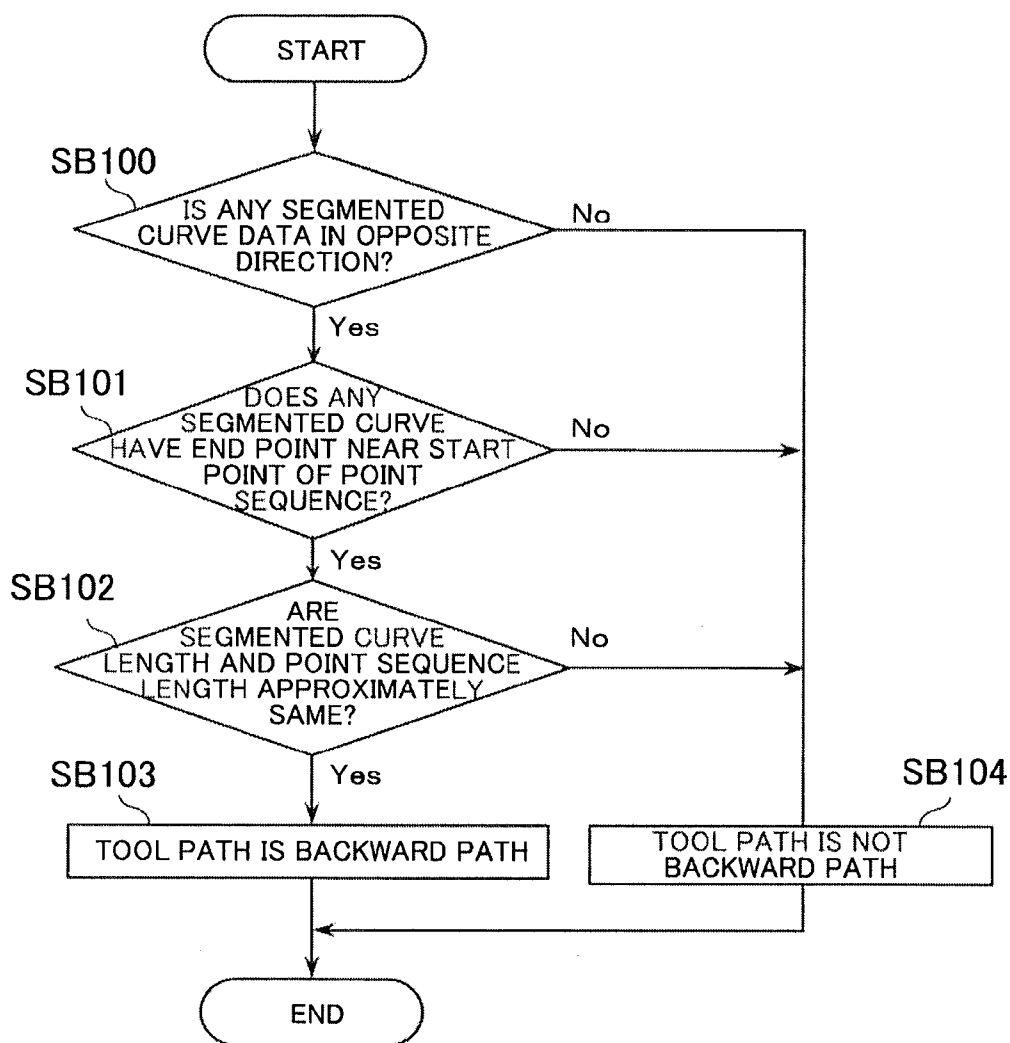 START
SB100
IS ANY SEGMENTED
CURVE DATA IN OPPOSITE
DIRECTION?
No
Yes
SB101
DOES ANY
SEGMENTED CURVE
HAVE END POINT NEAR START
POINT OF POINT
SEQUENCE?
No
Yes
SB102
ARE
SEGMENTED CURVE
LENGTH AND POINT SEQUENCE
LENGTH APPROXIMATELY
SAME?
No
Yes
SB103
TOOL PATH IS BACKWARD PATH
SB104
TOOL PATH IS NOT
BACKWARD PATH
END